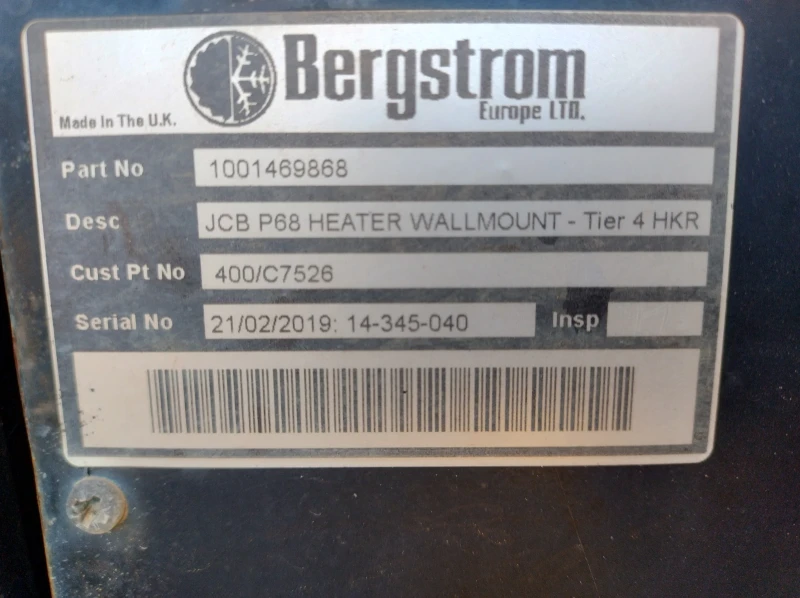 Bergstrom
Europe LTD.
Made In The U.K.
Part No 1001469868
Desc JCB P68 HEATER WALLMOUNT - Tier 4 HKR
Cust Pt No 400/C7526
Serial No 21/02/2019: 14-345-040 Insp